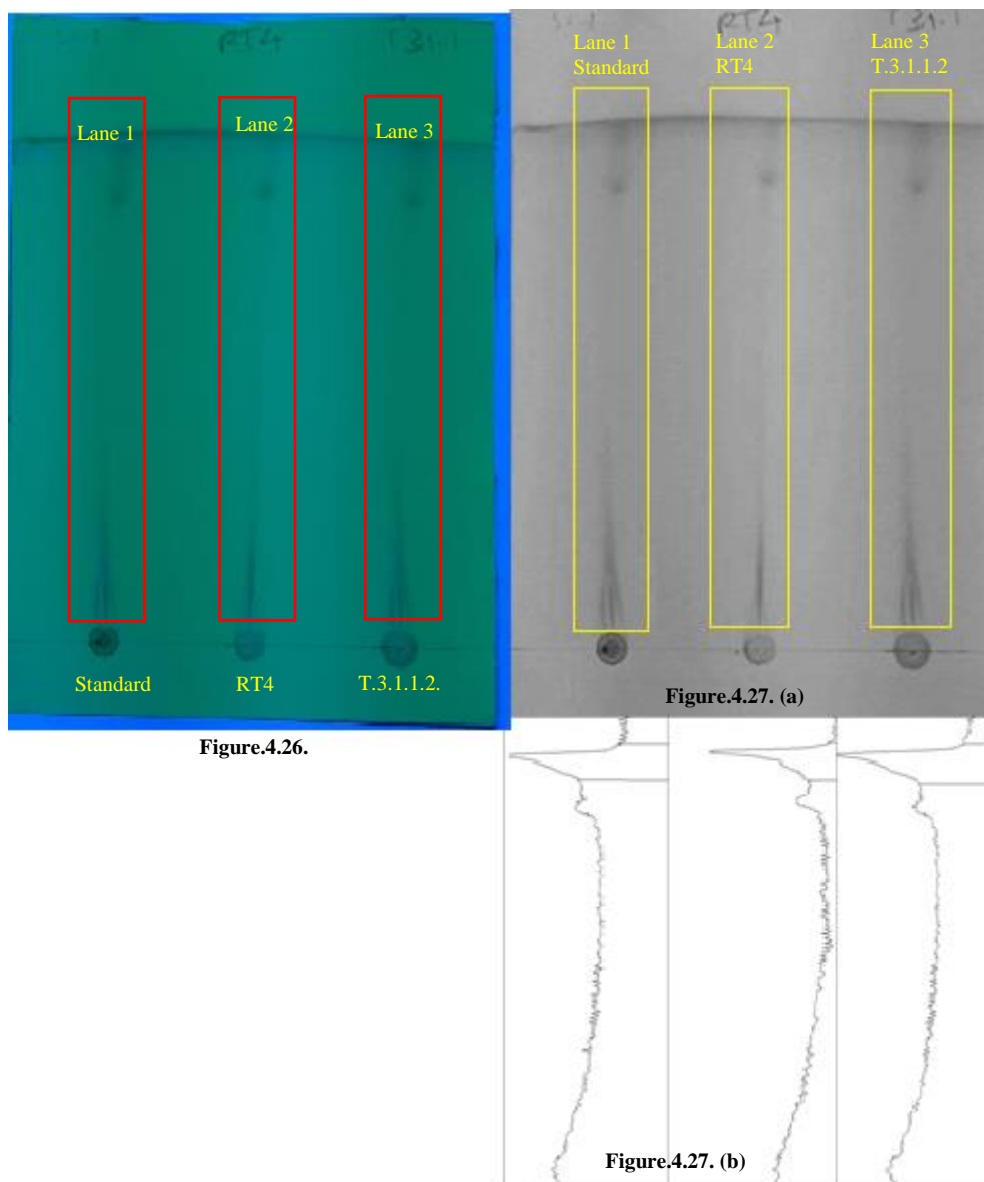 RT4
Lane 1
Lane 2
Lane 3
Standard
RT4
T.3.1.1.2.
Figure.4.26.
RT4
Lane 1
Standard
Lane 2
RT4
Lane 3
T.3.1.1.2
Figure.4.27. (a)
Figure.4.27. (b)